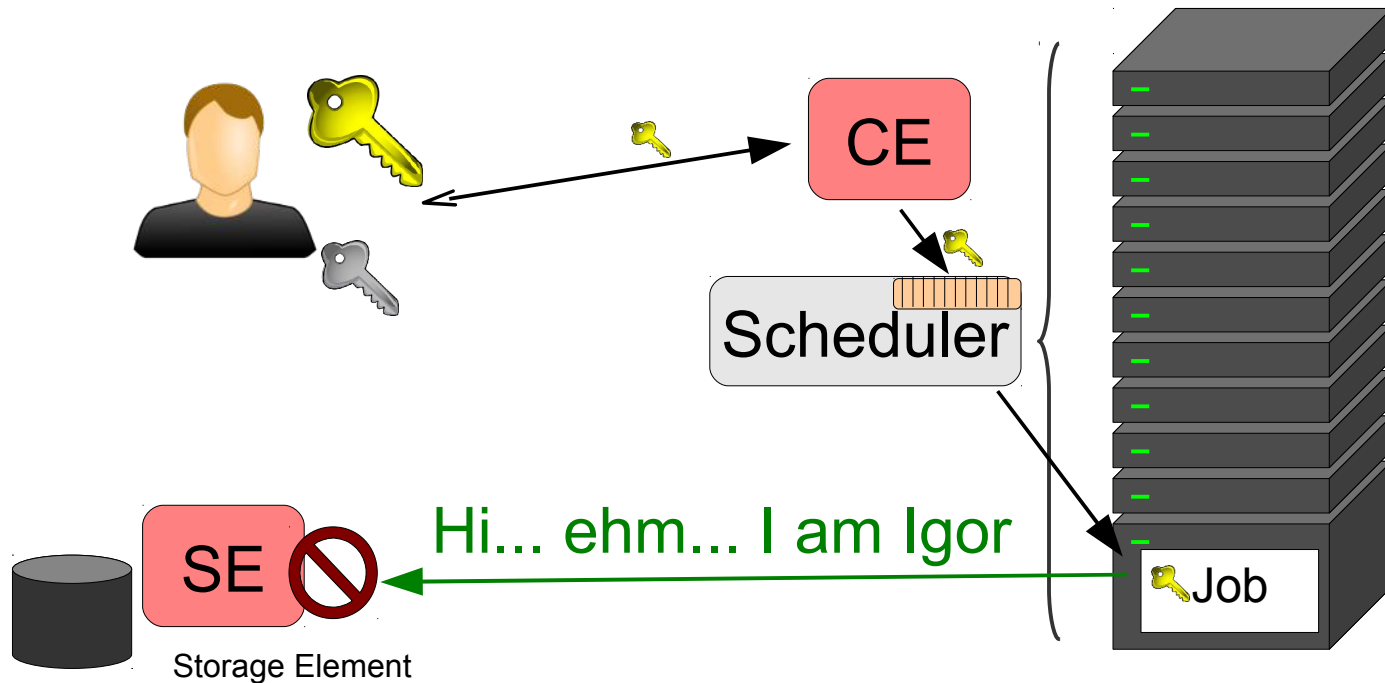 CE
Scheduler
Hi... ehm... I am Igor
SE
Job
Storage Element